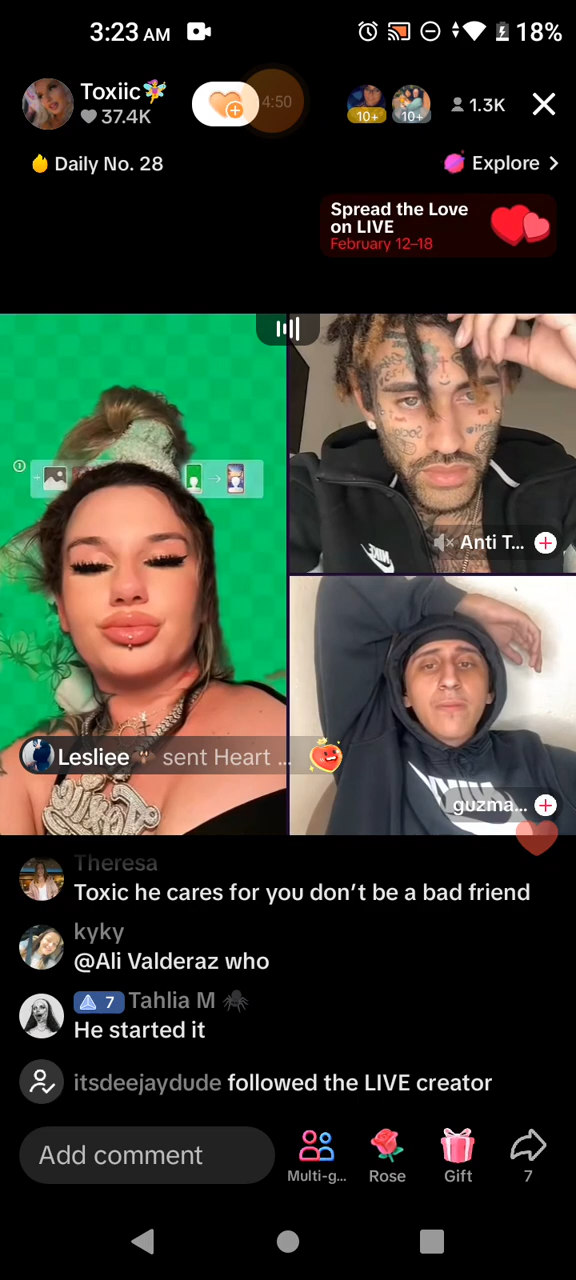 3:23 AM
18%
Toxiic
37.4K
4:50
10+
10+
1.3K
Daily No. 28
Explore
Spread the Love
on LIVE
February 12–18
Anti T...
Lesliee sent Heart ...
guzma...
Theresa
Toxic he cares for you don't be a bad friend
kyky
@Ali Valderaz who
7 Tahlia M
He started it
itsdeejaydude followed the LIVE creator
Add comment
Multi-g...
Rose
Gift
7